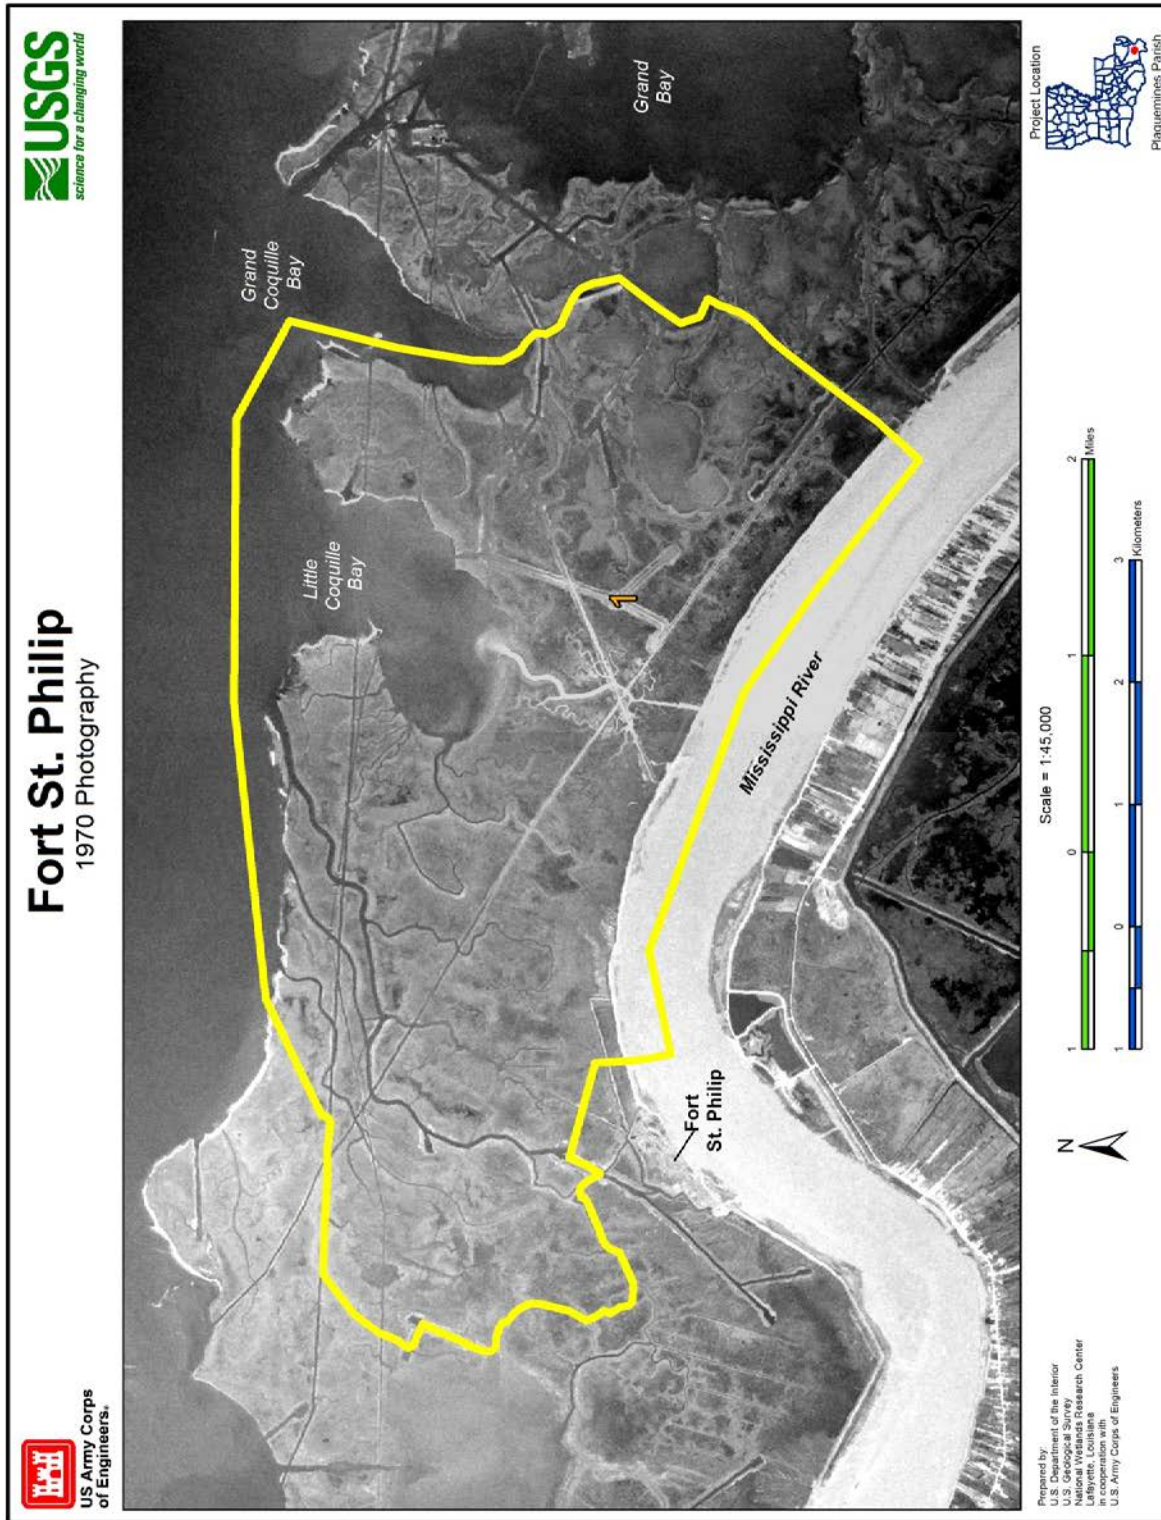 Fort St. Philip
1970 Photography
US Army Corps
of Engineers®
USGS
science for a changing world
Grand
Coquille
Bay
Little
Coquille
Bay
Grand
Bay
1
Mississippi River
Fort
St. Philip
Prepared by:
U.S. Department of the Interior
U.S. Geological Survey
National Wetlands Research Center
Lafayette, Louisiana
in cooperation with
U.S. Army Corps of Engineers
N
Scale = 1:45,000
1 0 1 2
Miles
1 0 1 2 3
Kilometers
Project Location
Plaquemines Parish